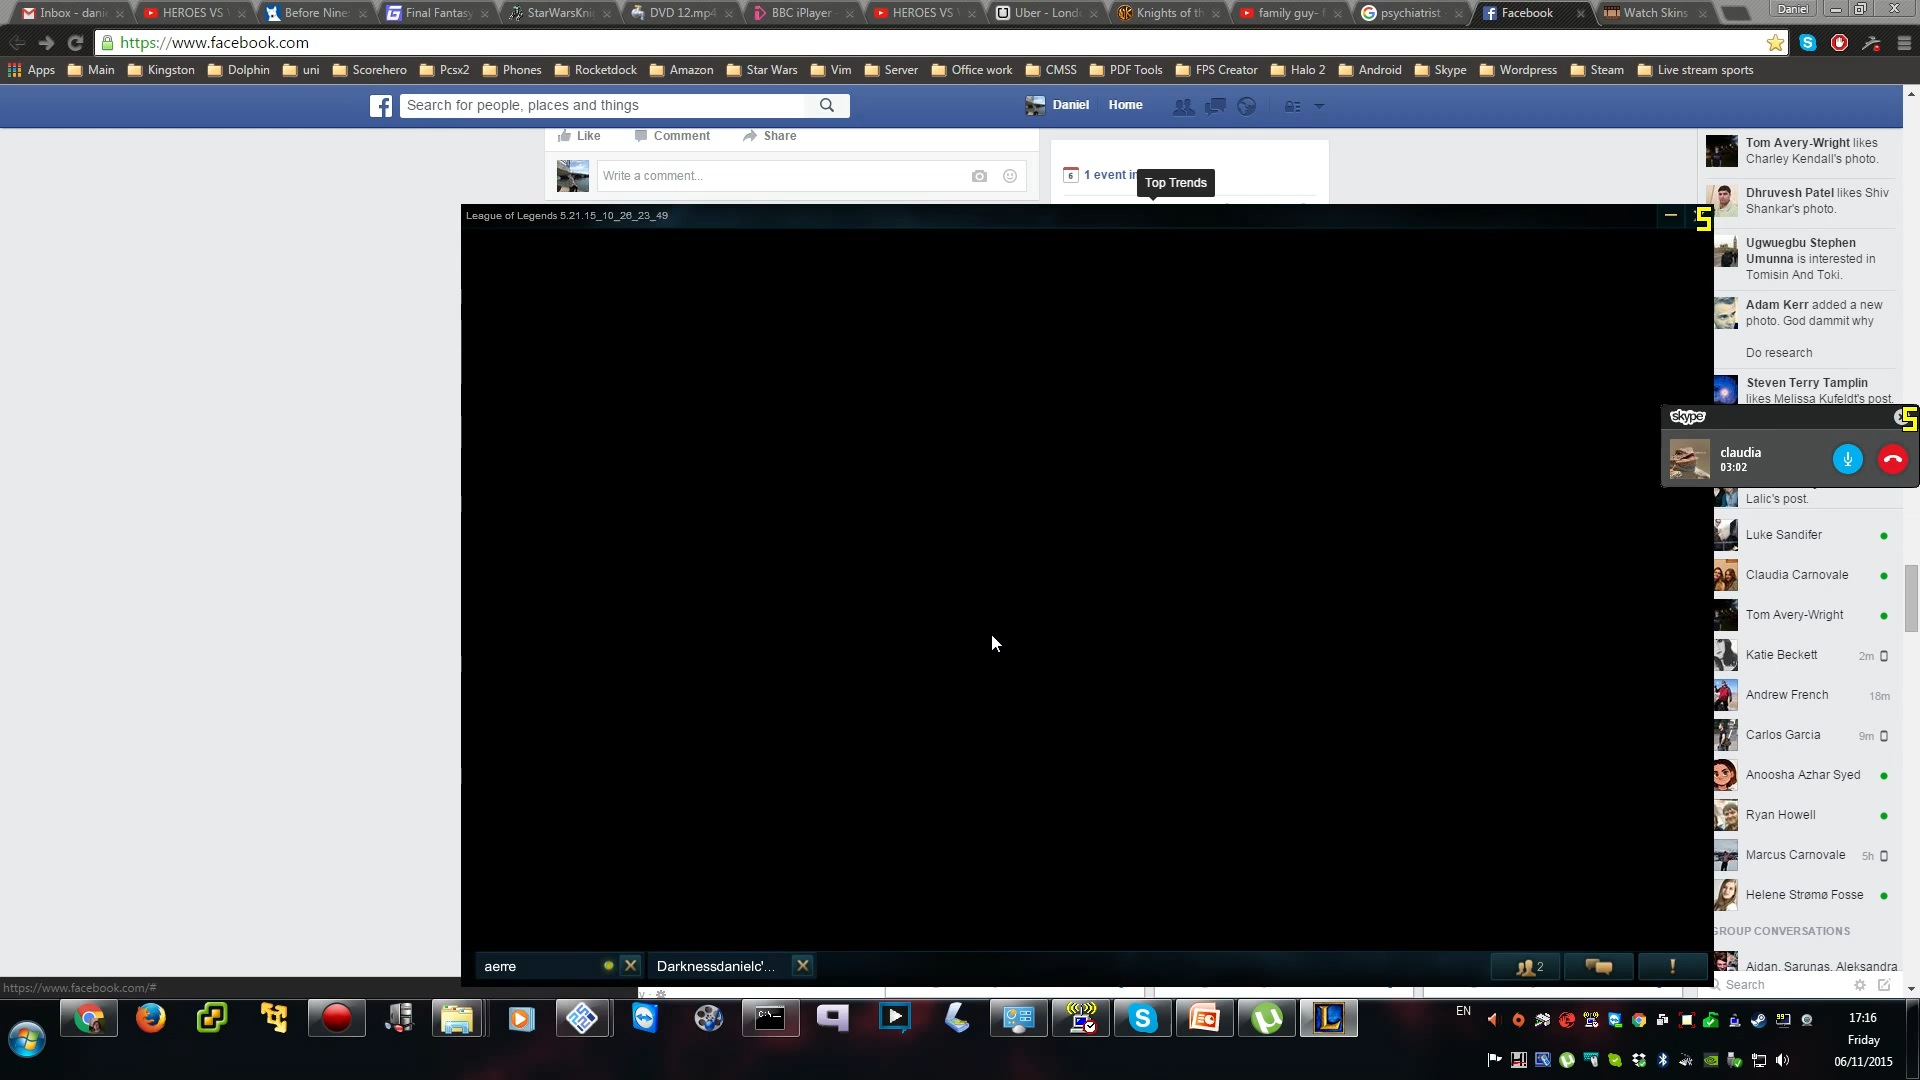 Inbox - dani
HEROES VS
Before Nine
Final Fantasy
StarWarsKni
DVD 12.mp4
BBC iPlayer
HEROES VS
Uber - Lond
Knights of th
family guy- f
psychiatrist
Facebook
Watch Skins
Daniel
https://www.facebook.com
Apps
Main
Kingston
Dolphin
uni
Scorehero
Pcsx2
Phones
Rocketdock
Amazon
Star Wars
Vim
Server
Office work
CMSS
PDF Tools
FPS Creator
Halo 2
Android
Skype
Wordpress
Steam
Live stream sports
Search for people, places and things
Daniel
Home
Like
Comment
Share
Write a comment...
6
1 event in
Top Trends
League of Legends 5.21.15_10_26_23_49
5
Tom Avery-Wright likes
Charley Kendall's photo.
Dhruvesh Patel likes Shiv
Shankar's photo.
Ugwuegbu Stephen
Umunna is interested in
Tomisin And Toki.
Adam Kerr added a new
photo. God dammit why
Do research
Steven Terry Tamplin
likes Melissa Kufeldt's post.
skype
5
claudia
03:02
Lalic's post.
Luke Sandifer
Claudia Carnovale
Tom Avery-Wright
Katie Beckett 2m
Andrew French 18m
Carlos Garcia 9m
Anoosha Azhar Syed
Ryan Howell
Marcus Carnovale 5h
Helene Strømø Fosse
GROUP CONVERSATIONS
Aidan, Sarunas, Aleksandra
Search
aerre
Darknessdanielc'...
2
https://www.facebook.com/#
EN
17:16
Friday
06/11/2015